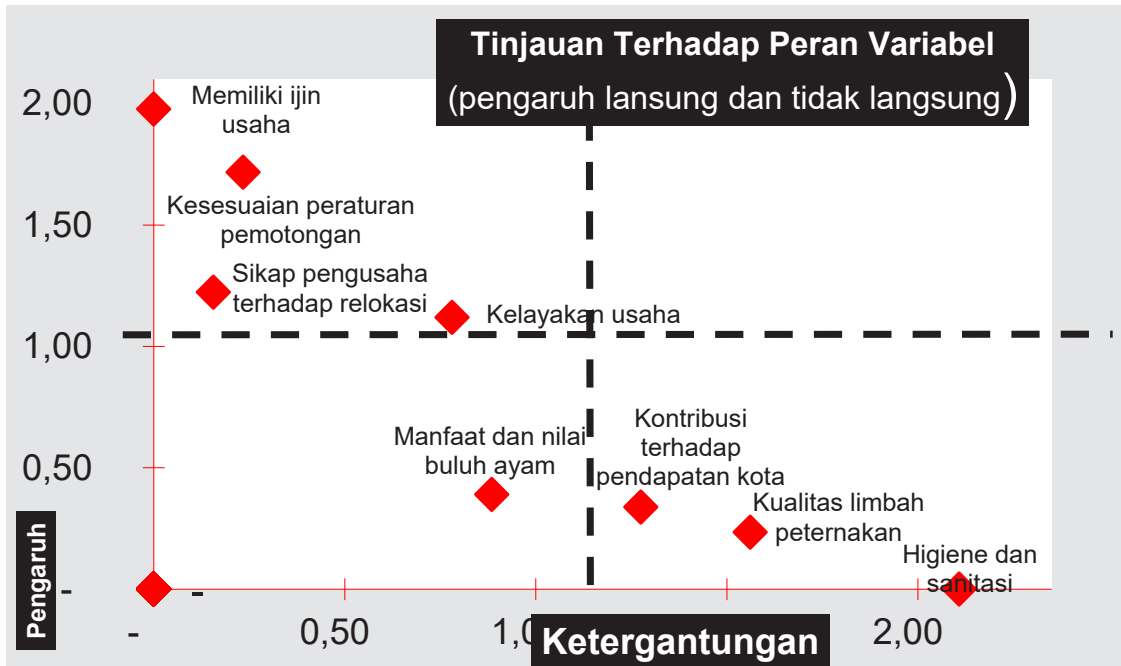 Tinjauan Terhadap Peran Variabel
(pengaruh lansung dan tidak langsung)
2,00
Memiliki ijin
usaha
1,50
Kesesuaian peraturan
pemotongan
Sikap pengusaha
terhadap relokasi
Kelayakan usaha
1,00
Manfaat dan nilai
buluh ayam
Kontribusi
terhadap
pendapatan kota
0,50
Kualitas limbah
peternakan
Higiene dan
sanitasi
Pengaruh
-
-
-
0,50
Ketergantungan
2,00